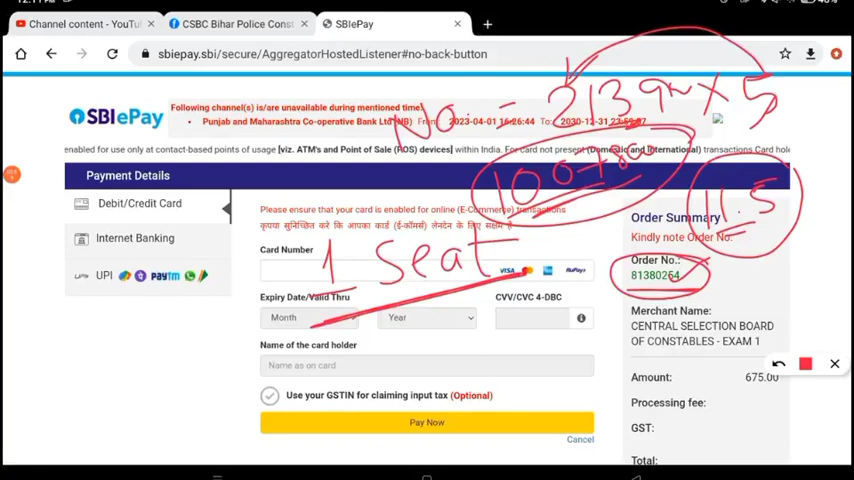 Channel content - YouTu
CSBC Bihar Police Const
SBIePay
sbiepay.sbi/secure/AggregatorHostedListener#no-back-button
SBIePay
Following channel(s) is/are unavailable during mentioned time!
Punjab and Maharashtra Co-operative Bank Ltd From: 2023-04-01 16:26:44 To: 2030-12-31
enabled for use only at contact-based points of usage [viz. ATM's and Point of Sale (POS) devices] within India. For card not present (Domestic and international) transactions Card hol
No. = 21391 x 5
1007800
11.5
1 Seat
Payment Details
Debit/Credit Card
Internet Banking
UPI
paytm
Please ensure that your card is enabled for online (E-Commerce) transactions
कृपया सुनिश्चित करें कि आपका कार्ड (ई-कॉमर्स) लेनदेन के लिए सक्षम है
Card Number
VISA
RuPay
Expiry Date/Valid Thru
CVV/CVC 4-DBC
Month
Year
Name of the card holder
Name as on card
Use your GSTIN for claiming input tax (Optional)
Pay Now
Cancel
Order Summary
Kindly note Order No.
Order No.:
81380264
Merchant Name:
CENTRAL SELECTION BOARD
OF CONSTABLES - EXAM 1
Amount: 675.00
Processing fee:
GST:
Total: